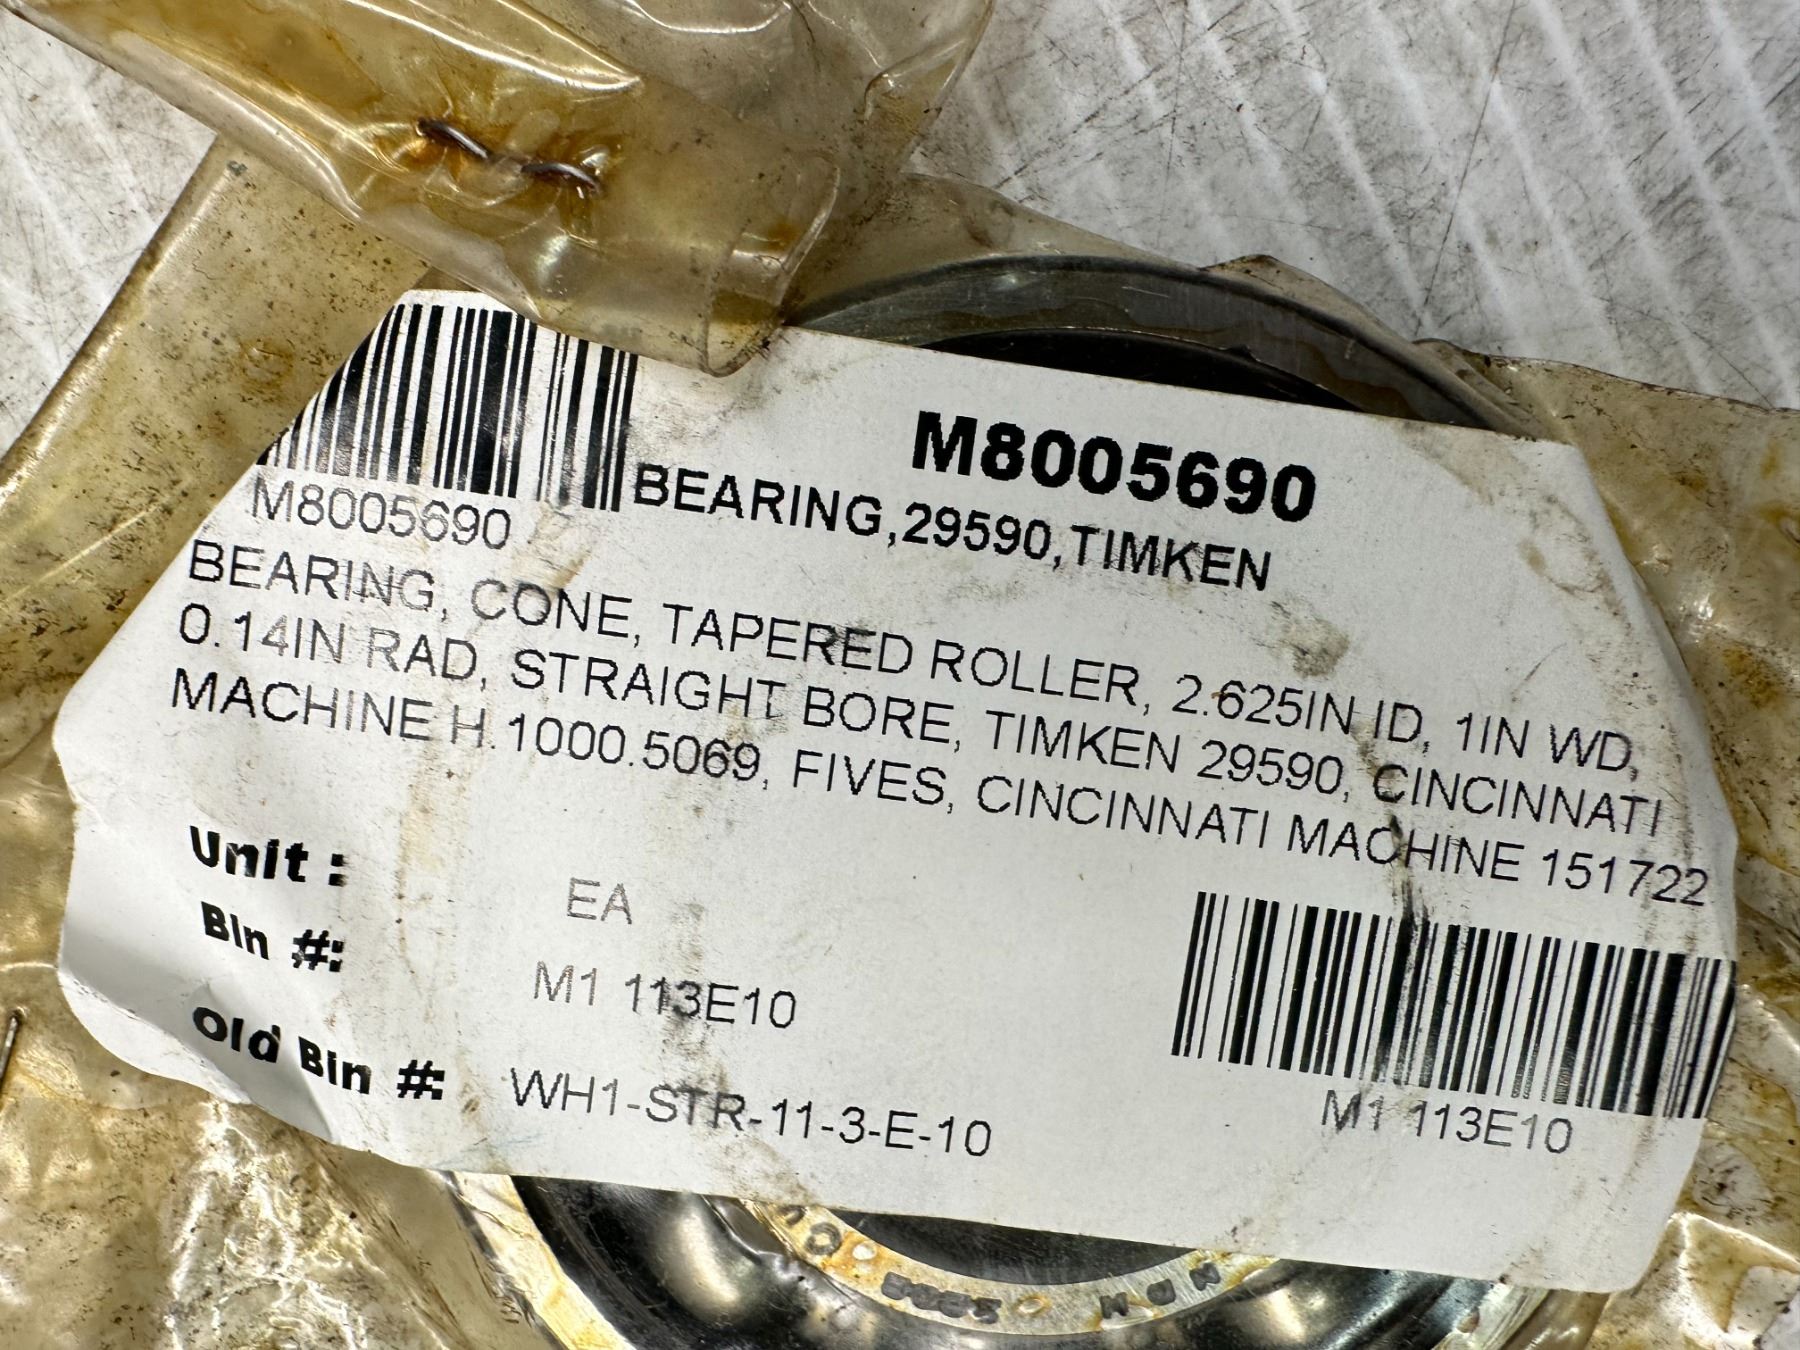 M8005690
BEARING,29590,TIMKEN
M8005690
BEARING, CONE, TAPERED ROLLER, 2.625IN ID, 1IN WD,
0.14IN RAD, STRAIGHT BORE, TIMKEN 29590, CINCINNATI
MACHINE H.1000.5069, FIVES, CINCINNATI MACHINE 151722
Unit : EA
Bin #: M1 113E10
Old Bin #: WH1-STR-11-3-E-10
M1 113E10